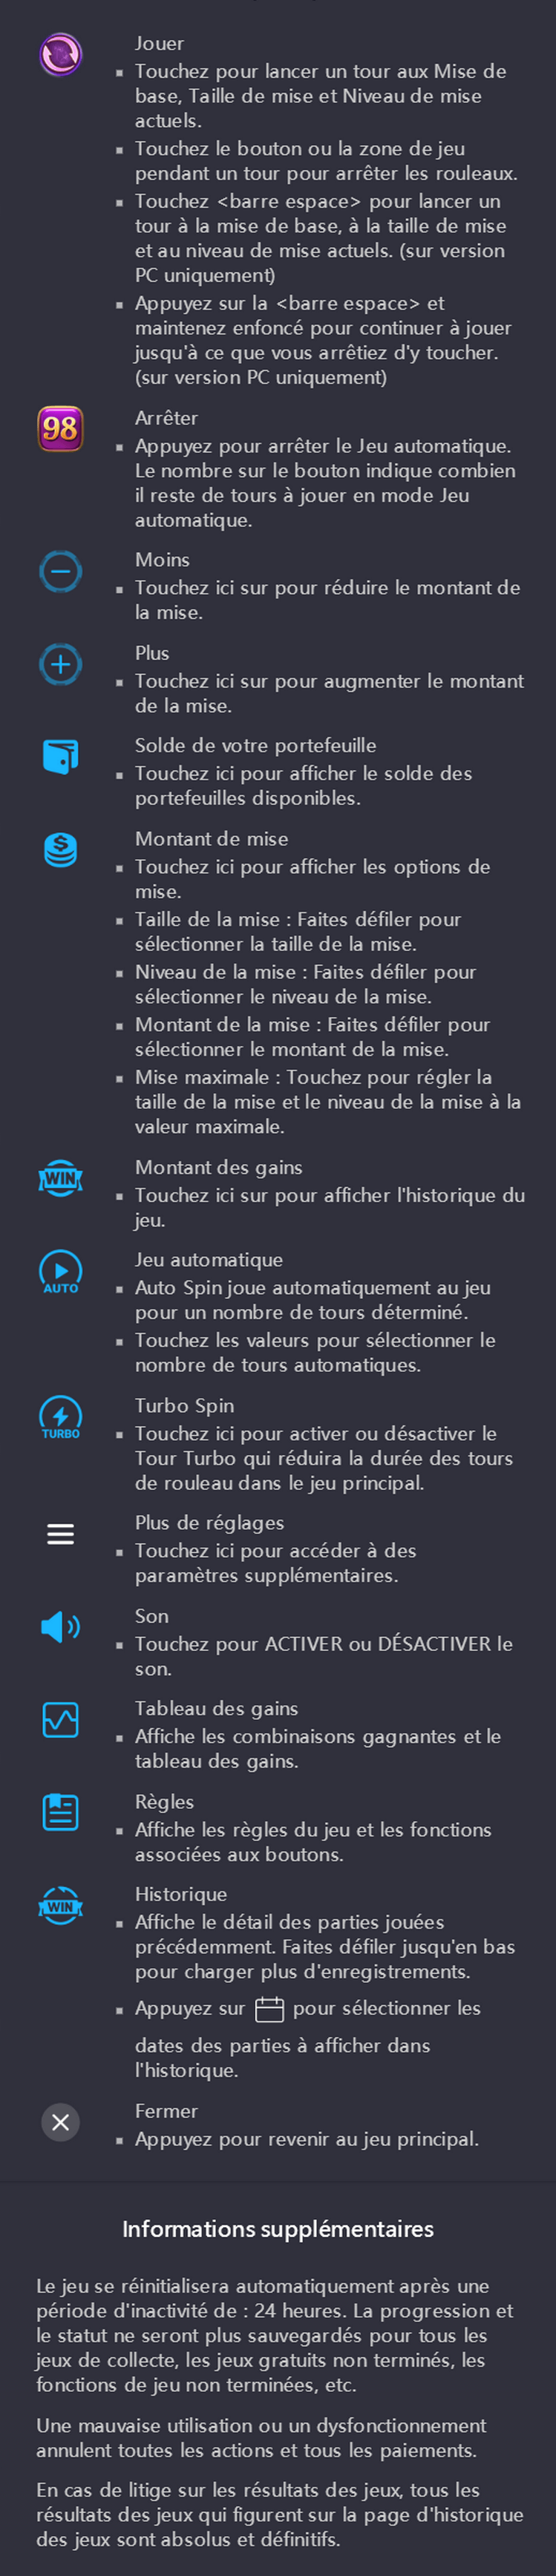 Jouer
Touchez pour lancer un tour aux Mise de
base, Taille de mise et Niveau de mise
actuels.
Touchez le bouton ou la zone de jeu
pendant un tour pour arrêter les rouleaux.
Touchez <barre espace> pour lancer un
tour à la mise de base, à la taille de mise
et au niveau de mise actuels. (sur version
PC uniquement)
Appuyez sur la <barre espace> et
maintenez enfoncé pour continuer à jouer
jusqu'à ce que vous arrêtiez d'y toucher.
(sur version PC uniquement)
98
Arrêter
Appuyez pour arrêter le Jeu automatique.
Le nombre sur le bouton indique combien
il reste de tours à jouer en mode Jeu
automatique.
Moins
Touchez ici sur pour réduire le montant de
la mise.
Plus
Touchez ici sur pour augmenter le montant
de la mise.
Solde de votre portefeuille
Touchez ici pour afficher le solde des
portefeuilles disponibles.
Montant de mise
Touchez ici pour afficher les options de
mise.
Taille de la mise : Faites défiler pour
sélectionner la taille de la mise.
Niveau de la mise : Faites défiler pour
sélectionner le niveau de la mise.
Montant de la mise : Faites défiler pour
sélectionner le montant de la mise.
Mise maximale : Touchez pour régler la
taille de la mise et le niveau de la mise à la
valeur maximale.
WIN
Montant des gains
Touchez ici sur pour afficher l'historique du
jeu.
AUTO
Jeu automatique
Auto Spin joue automatiquement au jeu
pour un nombre de tours déterminé.
Touchez les valeurs pour sélectionner le
nombre de tours automatiques.
TURBO
Turbo Spin
Touchez ici pour activer ou désactiver le
Tour Turbo qui réduira la durée des tours
de rouleau dans le jeu principal.
Plus de réglages
Touchez ici pour accéder à des
paramètres supplémentaires.
Son
Touchez pour ACTIVER ou DÉSACTIVER le
son.
Tableau des gains
Affiche les combinaisons gagnantes et le
tableau des gains.
Règles
Affiche les règles du jeu et les fonctions
associées aux boutons.
WIN
Historique
Affiche le détail des parties jouées
précédemment. Faites défiler jusqu'en bas
pour charger plus d'enregistrements.
Appuyez sur pour sélectionner les
dates des parties à afficher dans
l'historique.
Fermer
Appuyez pour revenir au jeu principal.
Informations supplémentaires
Le jeu se réinitialisera automatiquement après une
période d'inactivité de : 24 heures. La progression et
le statut ne seront plus sauvegardés pour tous les
jeux de collecte, les jeux gratuits non terminés, les
fonctions de jeu non terminées, etc.
Une mauvaise utilisation ou un dysfonctionnement
annulent toutes les actions et tous les paiements.
En cas de litige sur les résultats des jeux, tous les
résultats des jeux qui figurent sur la page d'historique
des jeux sont absolus et définitifs.